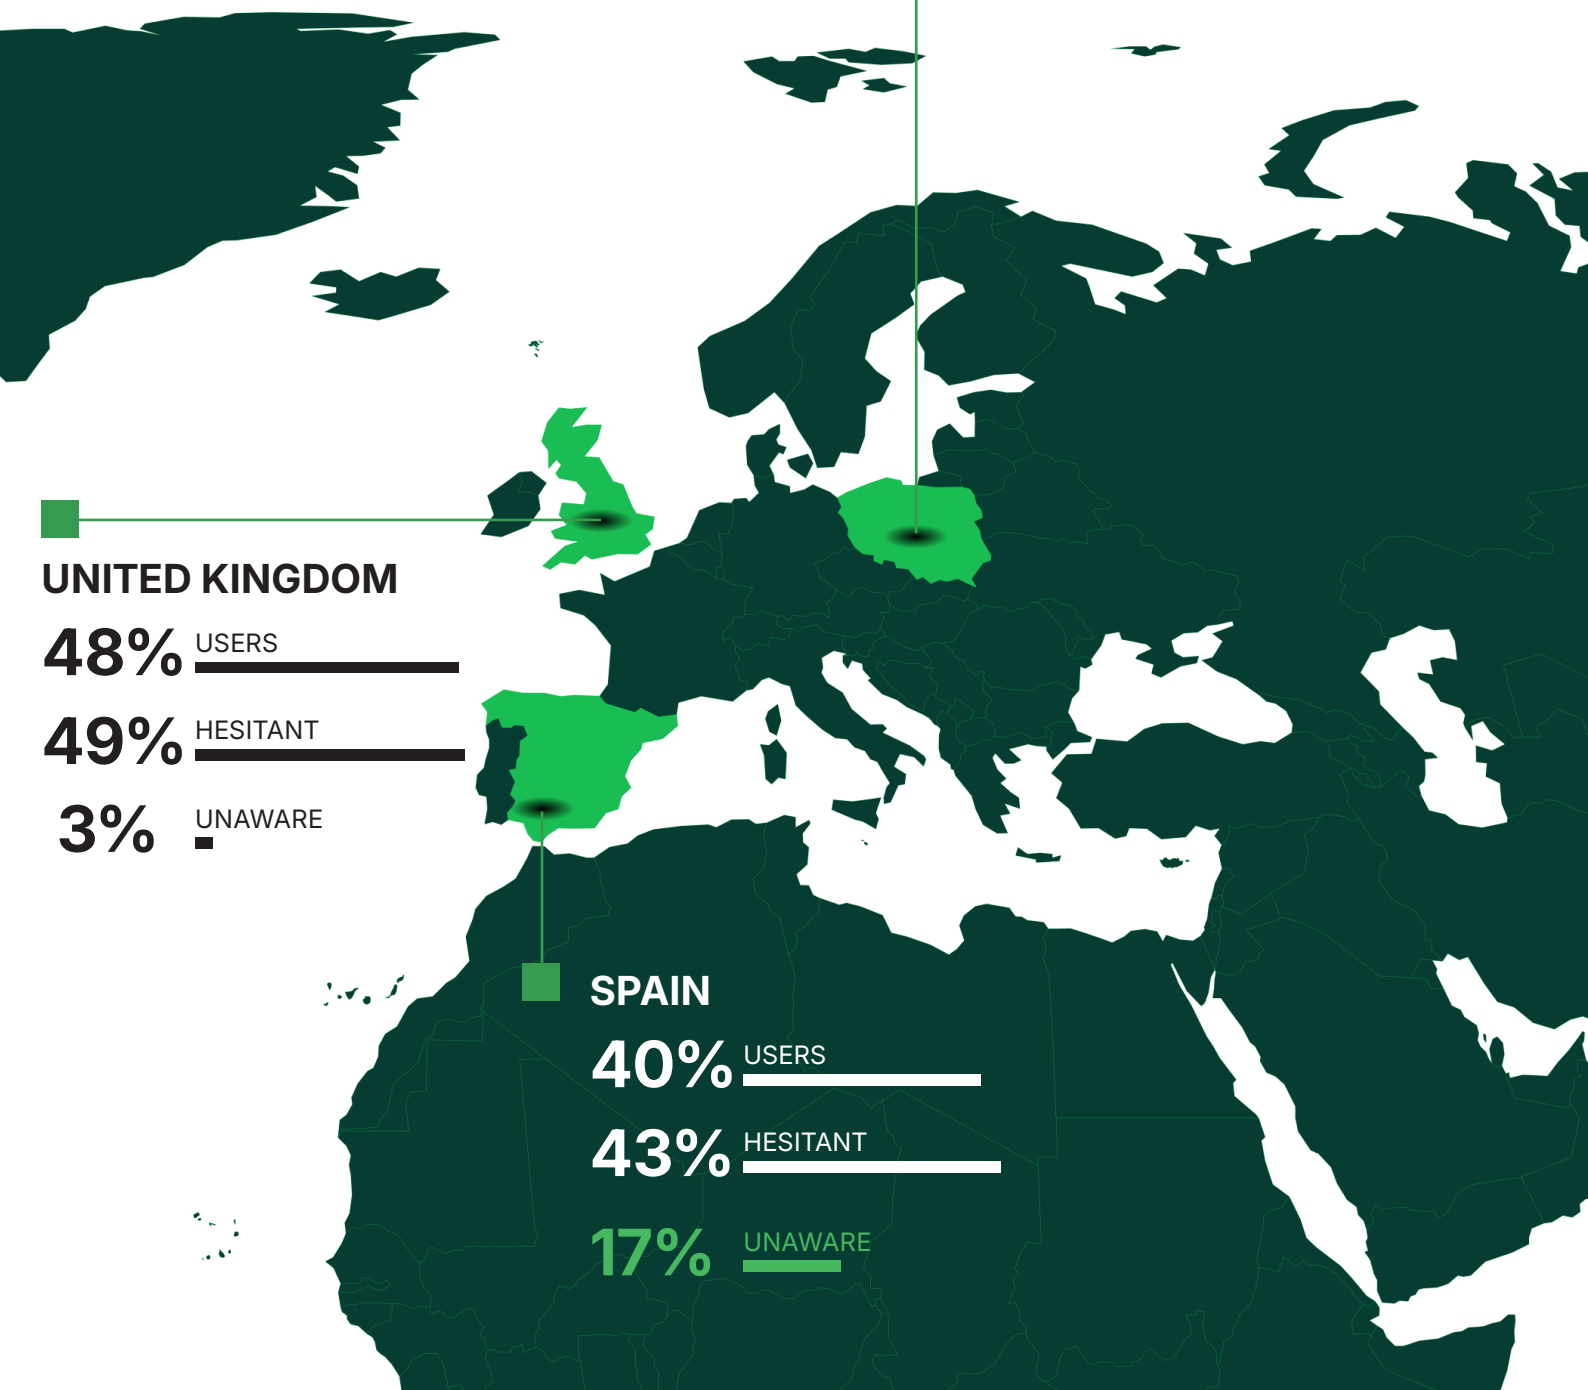 UNITED KINGDOM
48% USERS
49% HESITANT
3% UNAWARE
SPAIN
40% USERS
43% HESITANT
17% UNAWARE